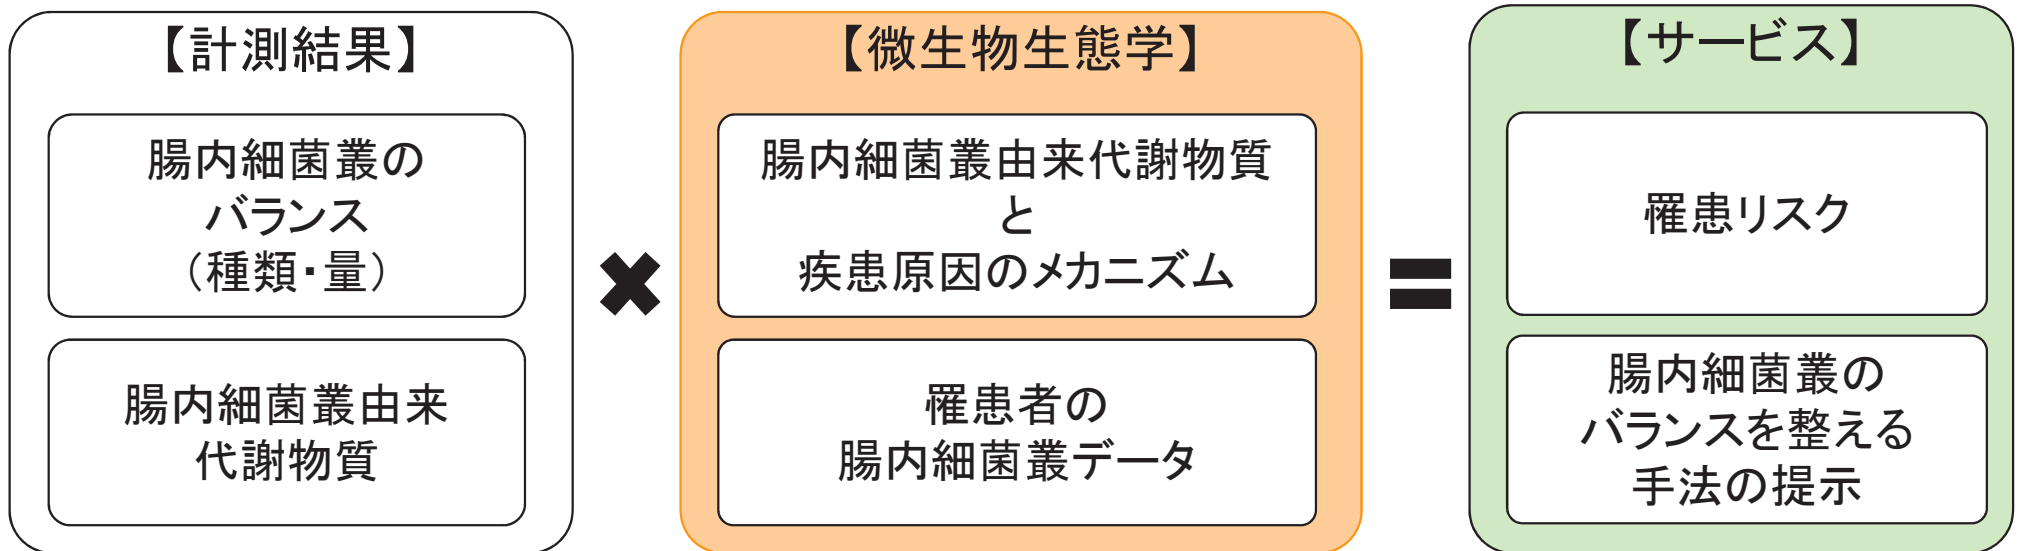 【計測結果】
腸内細菌叢の
バランス
（種類・量）
腸内細菌叢由来
代謝物質
✖
【微生物生態学】
腸内細菌叢由来代謝物質
と
疾患原因のメカニズム
罹患者の
腸内細菌叢データ
=
【サービス】
罹患リスク
腸内細菌叢の
バランスを整える
手法の提示